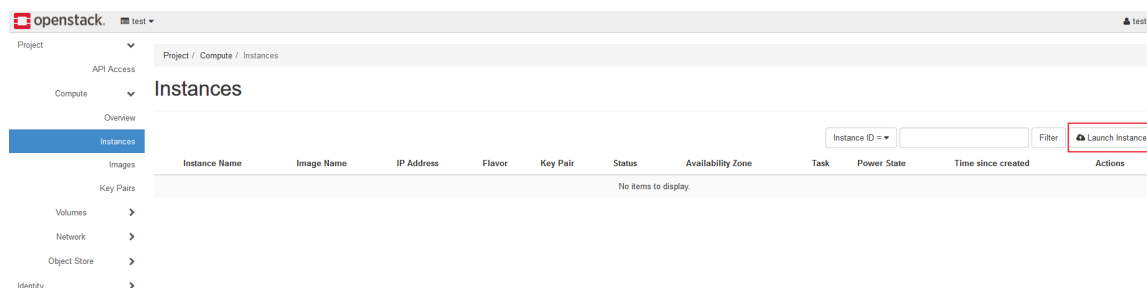 openstack. test test
Project
API Access
Compute
Overview
Instances
Images
Key Pairs
Volumes
Network
Object Store
Identity
Project / Compute / Instances
Instances
Instance ID = Filter Launch Instance
Instance Name Image Name IP Address Flavor Key Pair Status Availability Zone Task Power State Time since created Actions
No items to display.